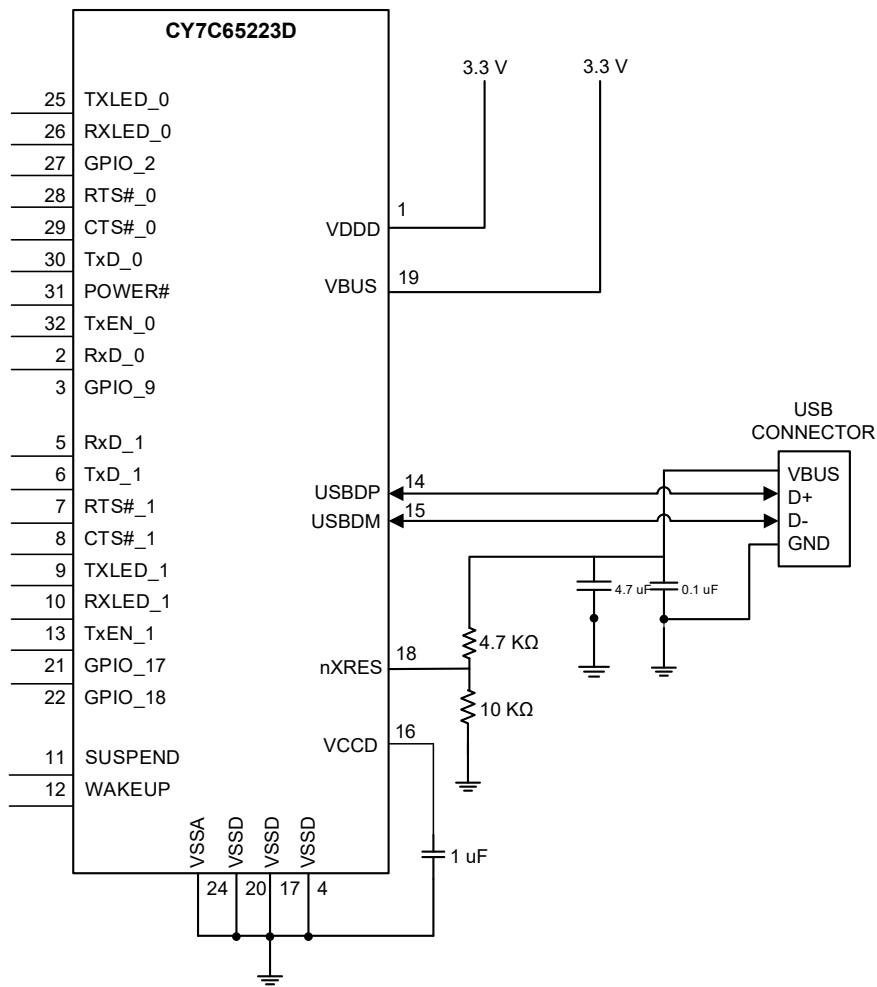 CY7C65223D
3.3 V
3.3 V
25 TXLED_0
26 RXLED_0
27 GPIO_2
28 RTS#_0
29 CTS#_0
30 TxD_0
31 POWER#
32 TxEN_0
2 RxD_0
3 GPIO_9
5 RxD_1
6 TxD_1
7 RTS#_1
8 CTS#_1
9 TXLED_1
10 RXLED_1
13 TxEN_1
21 GPIO_17
22 GPIO_18
11 SUSPEND
12 WAKEUP
VDDD 1
VBUS 19
USBDP 14
USBDM 15
nXRES 18
VCCD 16
VSSA
VSSD
VSSD
VSSD
24 20 17 4
USB
CONNECTOR
VBUS
D+
D-
GND
4.7 uF
0.1 uF
4.7 KΩ
10 KΩ
1 uF